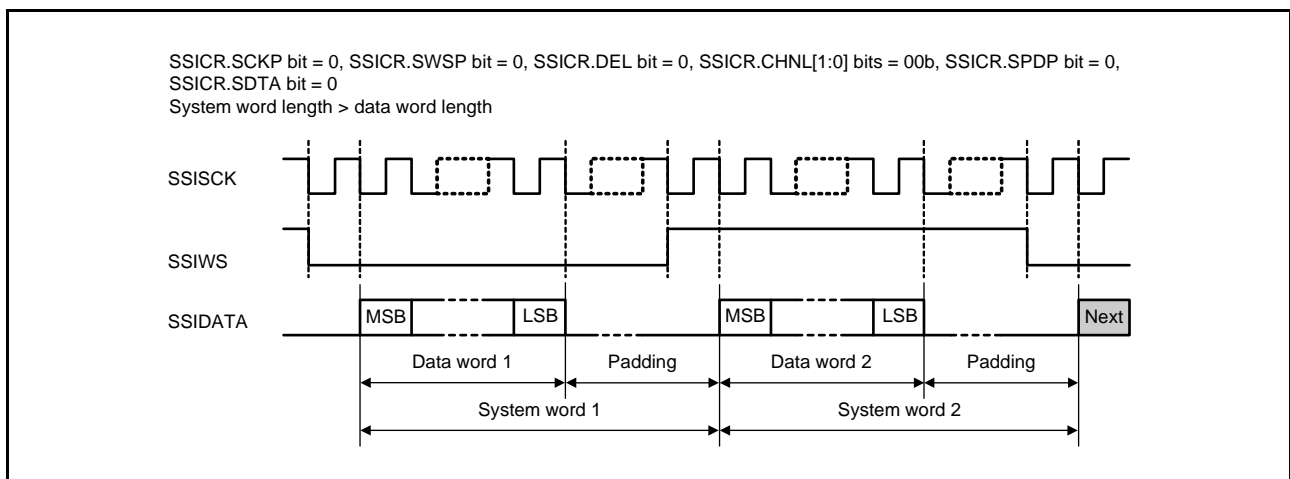 SSICR.SCKP bit = 0, SSICR.SWSP bit = 0, SSICR.DEL bit = 0, SSICR.CHNL[1:0] bits = 00b, SSICR.SPDP bit = 0,
SSICR.SDTA bit = 0
System word length > data word length
SSISCK
SSIWS
SSIDATA
MSB LSB MSB LSB Next
Data word 1 Padding Data word 2 Padding
System word 1 System word 2